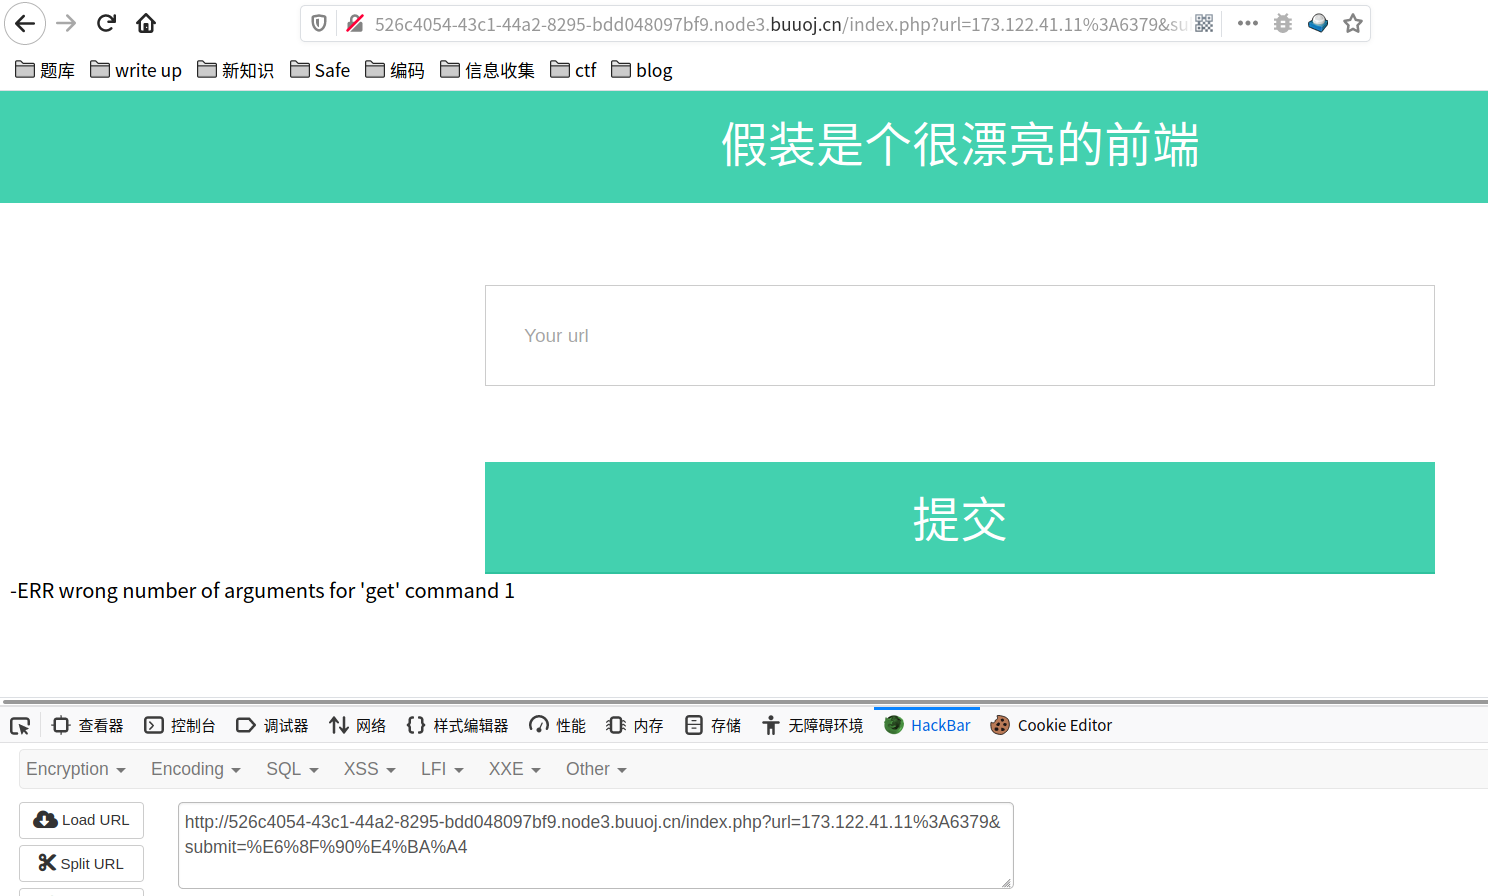 526c4054-43c1-44a2-8295-bdd048097bf9.node3.buuoj.cn/index.php?url=173.122.41.11%3A6379&su
题库 write up 新知识 Safe 编码 信息收集 ctf blog
假装是个很漂亮的前端
Your url
提交
-ERR wrong number of arguments for 'get' command 1
查看器 控制台 调试器 网络 样式编辑器 性能 内存 存储 无障碍环境 HackBar Cookie Editor
Encryption Encoding SQL XSS LFI XXE Other
Load URL
http://526c4054-43c1-44a2-8295-bdd048097bf9.node3.buuoj.cn/index.php?url=173.122.41.11%3A6379&
submit=%E6%8F%90%E4%BA%A4
Split URL